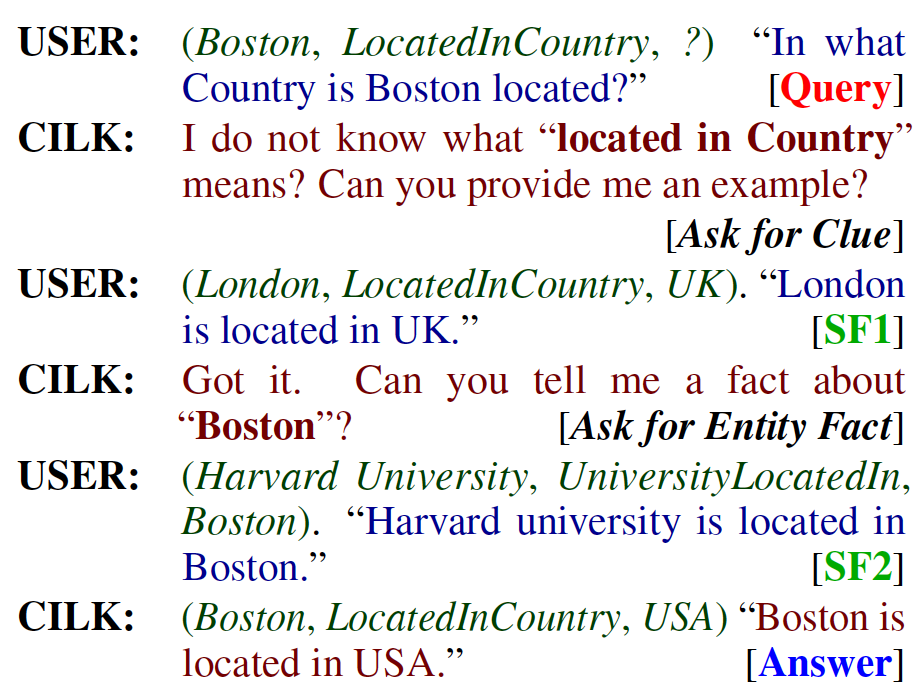 USER: (Boston, LocatedInCountry, ?) “In what
Country is Boston located?” [Query]
CILK: I do not know what “located in Country”
means? Can you provide me an example?
[Ask for Clue]
USER: (London, LocatedInCountry, UK). “London
is located in UK.” [SF1]
CILK: Got it. Can you tell me a fact about
“Boston”? [Ask for Entity Fact]
USER: (Harvard University, UniversityLocatedIn,
Boston). “Harvard university is located in
Boston.” [SF2]
CILK: (Boston, LocatedInCountry, USA) “Boston is
located in USA.” [Answer]